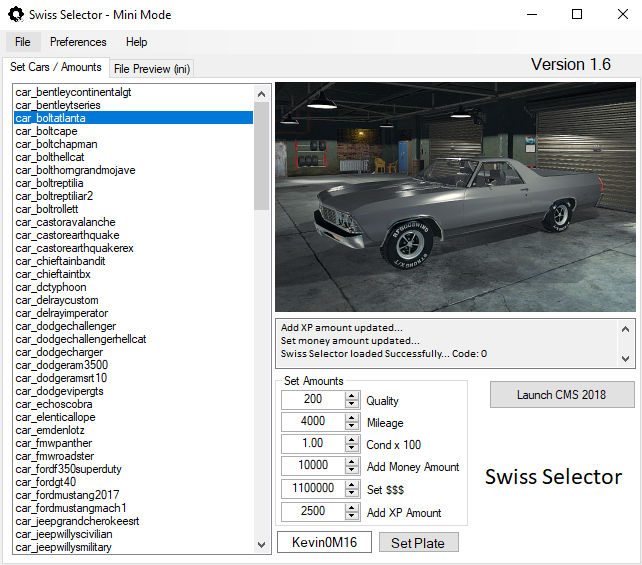 Swiss Selector - Mini Mode
File Preferences Help
Version 1.6
Set Cars / Amounts File Preview (ini)
car_bentleycontinentalgt
car_bentleytseries
car_boltatlanta
car_boltcape
car_boltchapman
car_bolthellcat
car_bolthorngrandmojave
car_boltreptilia
car_boltreptiliar2
car_boltrollett
car_castoravalanche
car_castorearthquake
car_castorearthquakerex
car_chieftainbandit
car_chieftaintbx
car_dctyphoon
car_delraycustom
car_delrayimperator
car_dodgechallenger
car_dodgechallengerhellcat
car_dodgecharger
car_dodgeram3500
car_dodgeramsrt10
car_dodgevipergts
car_echoscobra
car_elenticallope
car_emdenlotz
car_fmwpanther
car_fmwroadster
car_fordf350superduty
car_fordgt40
car_fordmustang2017
car_fordmustangmach1
car_jeepgrandcherokeesrt
car_jeepwillyscivilian
car_jeepwillysmilitary
Add XP amount updated...
Set money amount updated...
Swiss Selector loaded Successfully... Code: 0
Set Amounts
200 Quality
4000 Mileage
1.00 Cond x 100
10000 Add Money Amount
1100000 Set $$$
2500 Add XP Amount
Launch CMS 2018
Swiss Selector
Kevin0M16 Set Plate